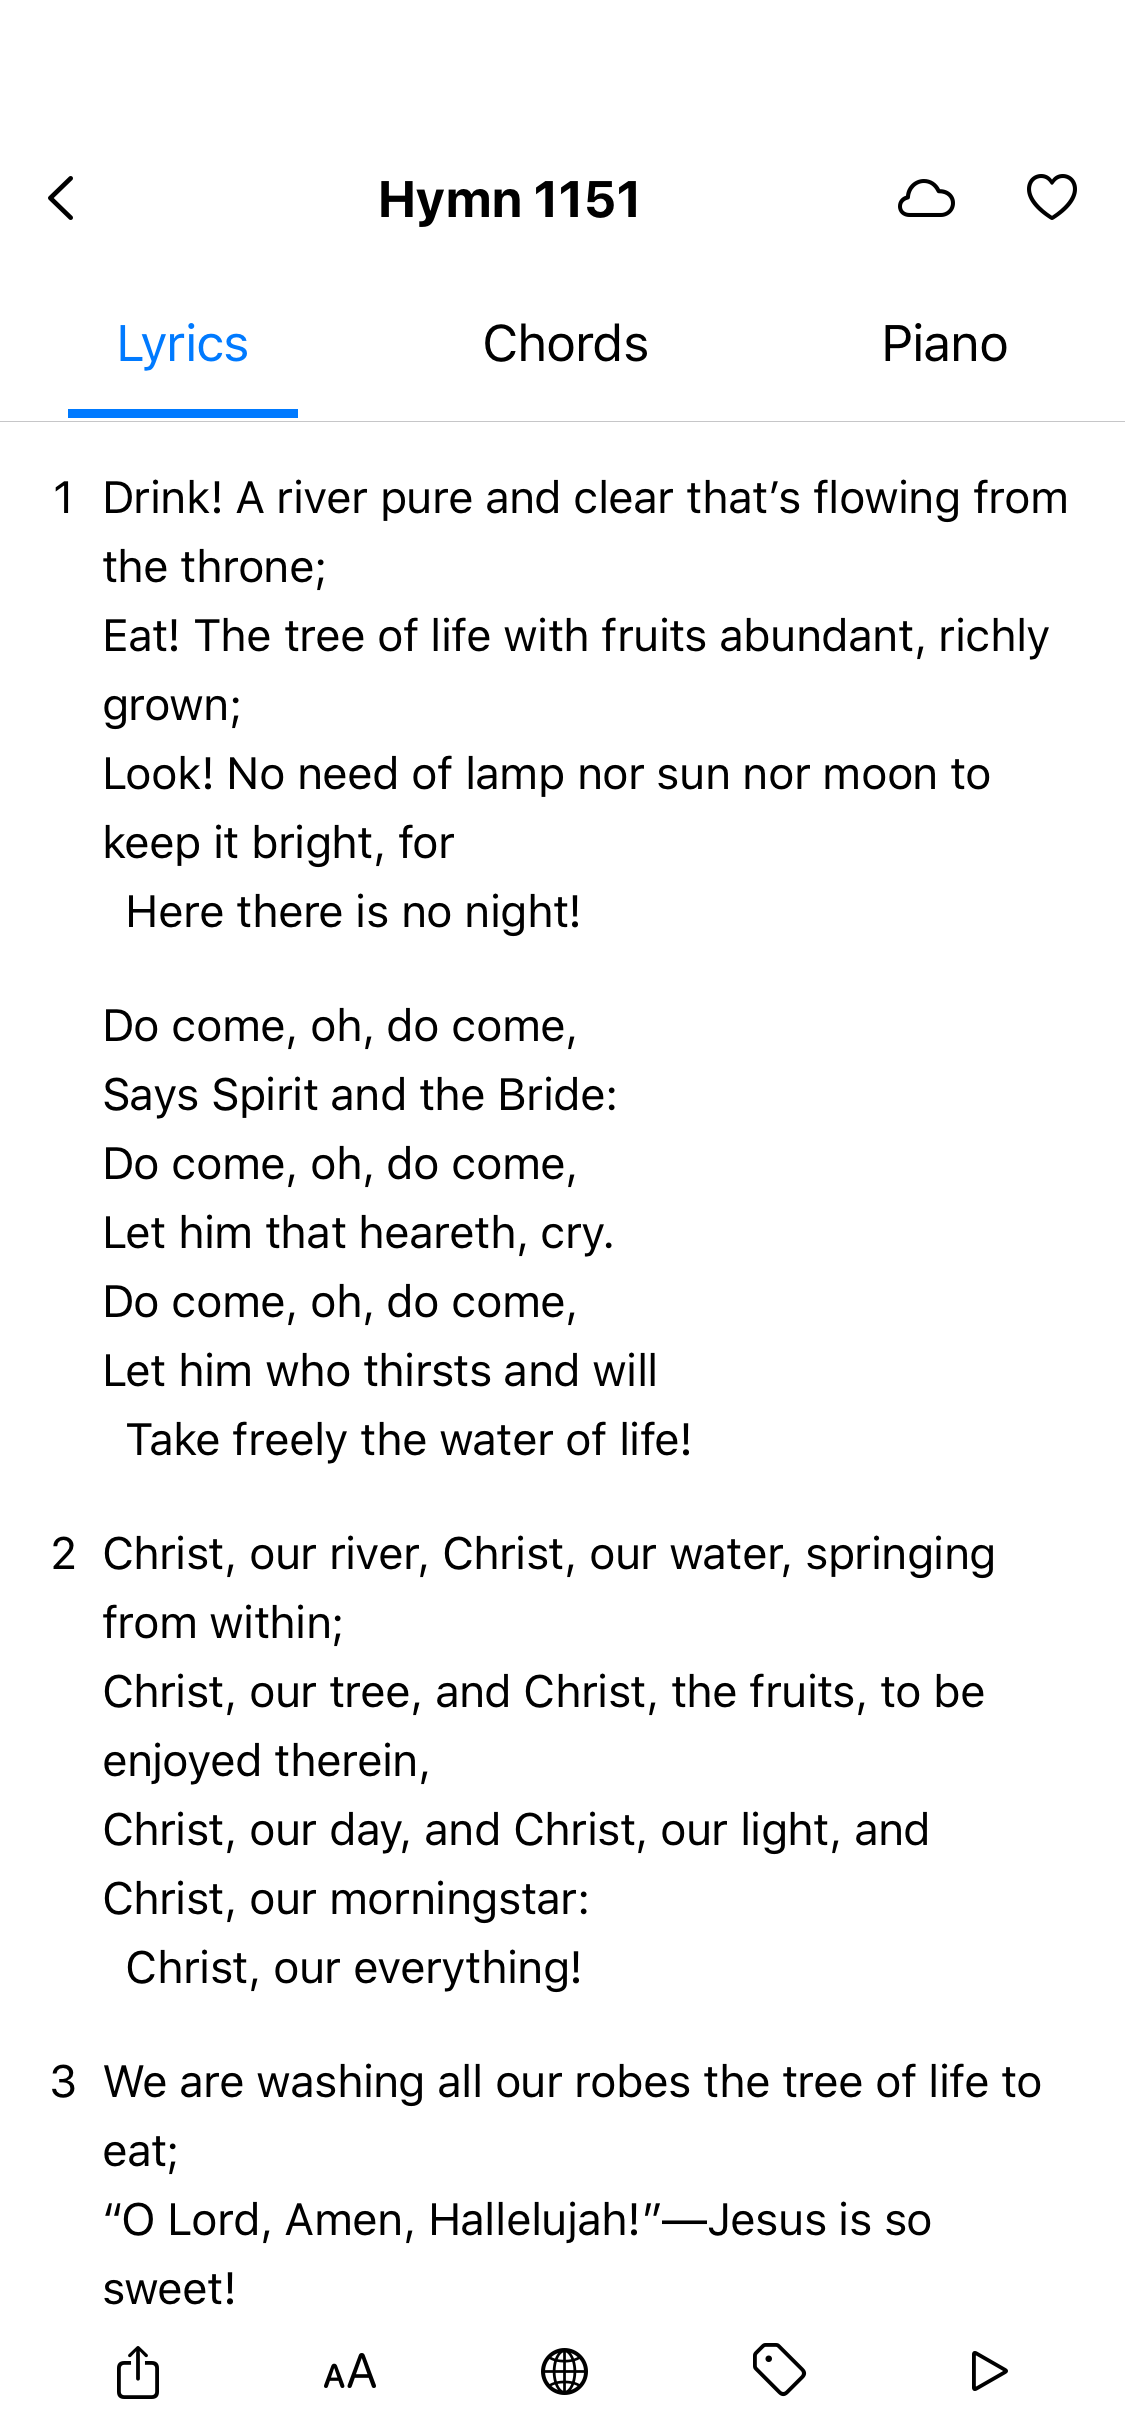 Hymn 1151
Lyrics Chords Piano
1 Drink! A river pure and clear that’s flowing from
the throne;
Eat! The tree of life with fruits abundant, richly
grown;
Look! No need of lamp nor sun nor moon to
keep it bright, for
Here there is no night!
Do come, oh, do come,
Says Spirit and the Bride:
Do come, oh, do come,
Let him that heareth, cry.
Do come, oh, do come,
Let him who thirsts and will
Take freely the water of life!
2 Christ, our river, Christ, our water, springing
from within;
Christ, our tree, and Christ, the fruits, to be
enjoyed therein,
Christ, our day, and Christ, our light, and
Christ, our morningstar:
Christ, our everything!
3 We are washing all our robes the tree of life to
eat;
“O Lord, Amen, Hallelujah!”—Jesus is so
sweet!
AA